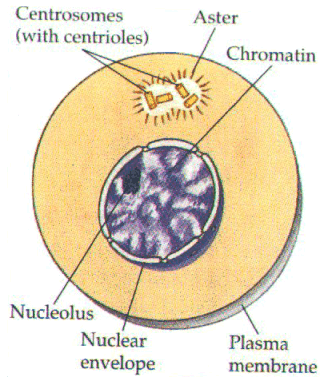 Centrosomes
(with centrioles)
Aster
Chromatin
Nucleolus
Nuclear
envelope
Plasma
membrane